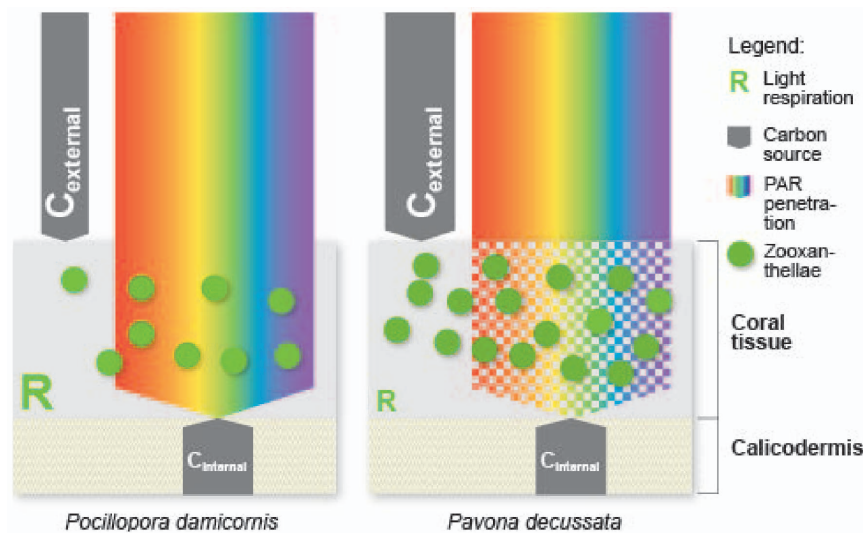 Cexternal
R
Cinternal
Pocillopora damicornis
Cexternal
R
Cinternal
Pavona decussata
Legend:
R Light
respiration
Carbon
source
PAR
penetra-
tion
Zooxan-
thellae
Coral
tissue
Calicodermis